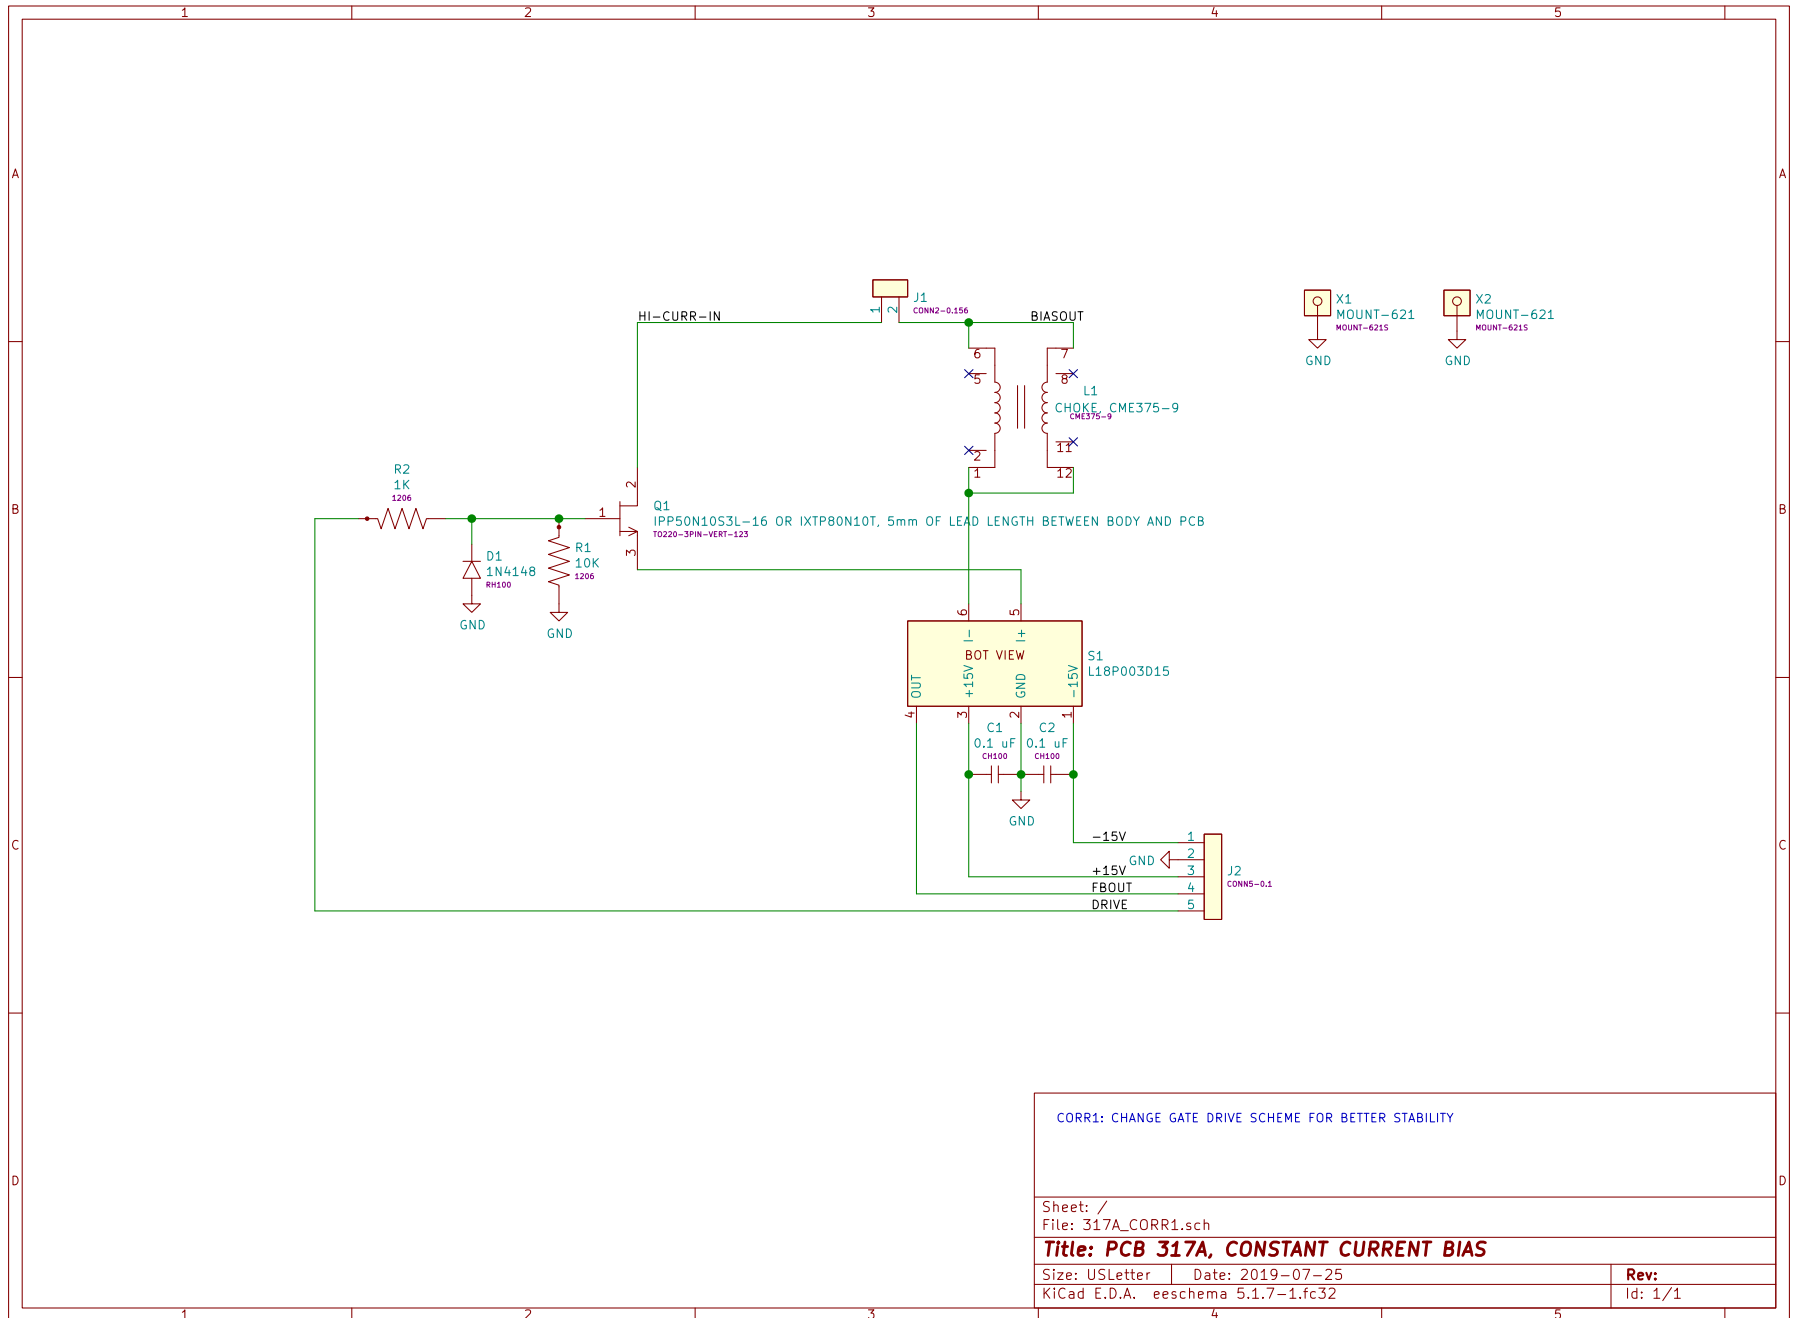 1 2 3 4 5
A A
J1
1 2 CONN2-0.156
HI-CURR-IN
BIASOUT
X1
MOUNT-621
MOUNT-621S
GND
X2
MOUNT-621
MOUNT-621S
GND
6 7
5 8
L1
CHOKE, CME375-9
CME375-9
2 11
1 12
B B
R2
1K
1206
2
1
3
Q1
IPP50N10S3L-16 OR IXTP80N10T, 5mm OF LEAD LENGTH BETWEEN BODY AND PCB
TO220-3PIN-VERT-123
D1
1N4148
RH100
GND
R1
10K
1206
GND
6 5
I- I+
BOT VIEW
S1
L18P003D15
OUT +15V GND -15V
4 3 2 1
C1
0.1 uF
CH100
C2
0.1 uF
CH100
GND
C C
-15V 1
GND 2
+15V 3
FBOUT 4
DRIVE 5
J2
CONN5-0.1
D D
CORR1: CHANGE GATE DRIVE SCHEME FOR BETTER STABILITY
Sheet: /
File: 317A_CORR1.sch
Title: PCB 317A, CONSTANT CURRENT BIAS
Size: USLetter Date: 2019-07-25 Rev:
KiCad E.D.A. eeschema 5.1.7-1.fc32 Id: 1/1
1 2 3 4 5